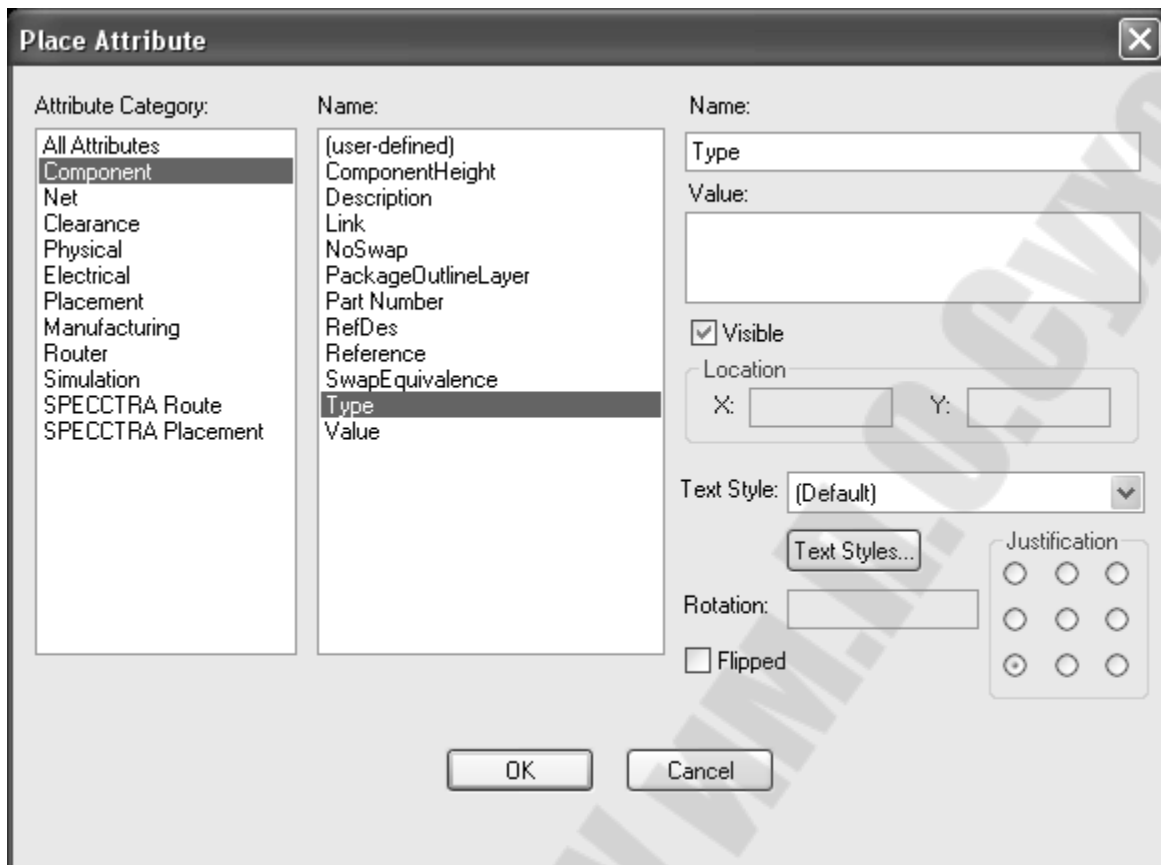 Place Attribute
Attribute Category:
All Attributes
Component
Net
Clearance
Physical
Electrical
Placement
Manufacturing
Router
Simulation
SPECCTRA Route
SPECCTRA Placement
Name:
(user-defined)
ComponentHeight
Description
Link
NoSwap
PackageOutlineLayer
Part Number
RefDes
Reference
SwapEquivalence
Type
Value
Name:
Type
Value:
Visible
Location
X: Y:
Text Style: (Default)
Text Styles...
Justification
Rotation:
Flipped
OK Cancel